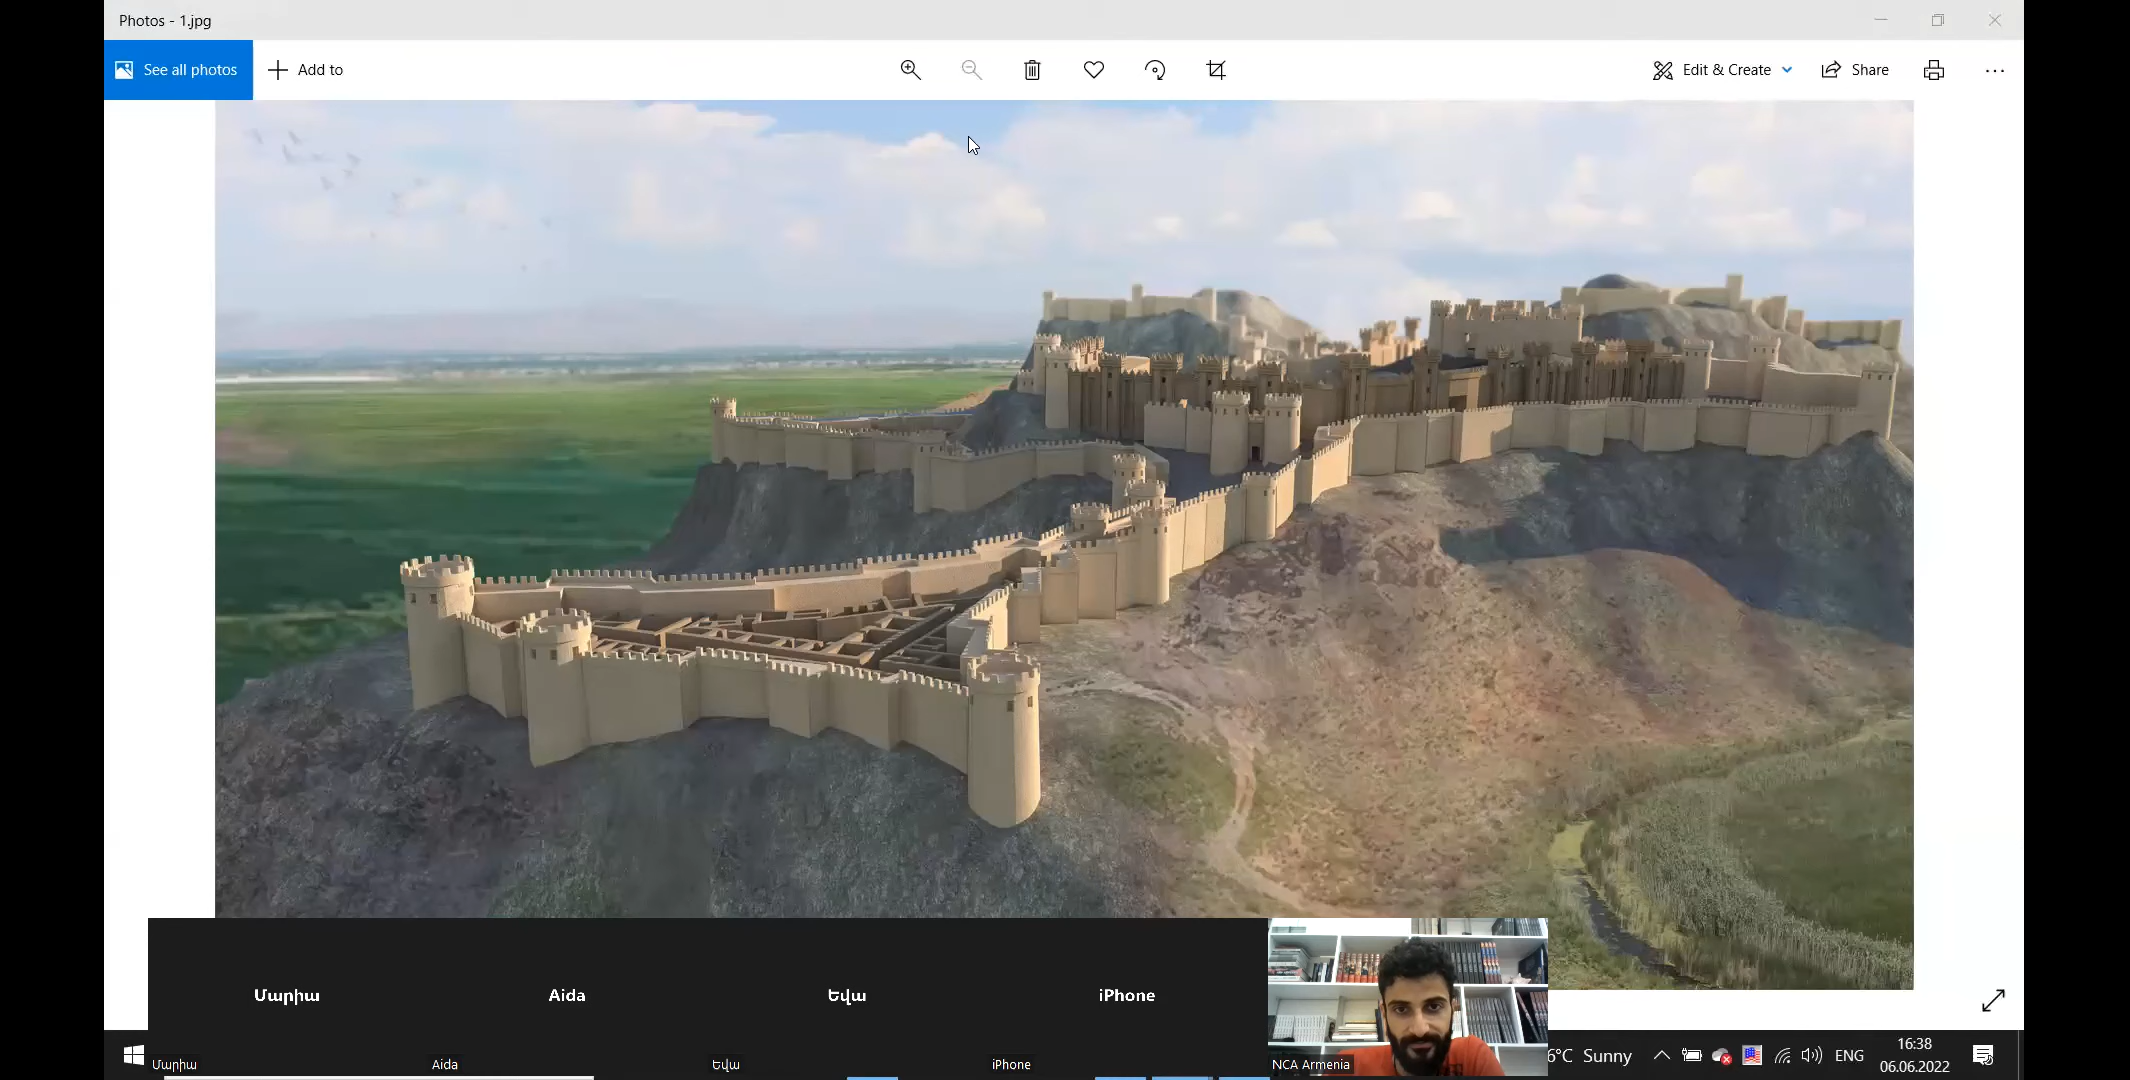 Photos - 1.jpg
See all photos
Add to
Edit & Create
Share
Մարիա
Aida
Եվա
iPhone
Մարիա
Aida
Եվա
iPhone
NCA Armenia
6°C Sunny
ENG
16:38
06.06.2022